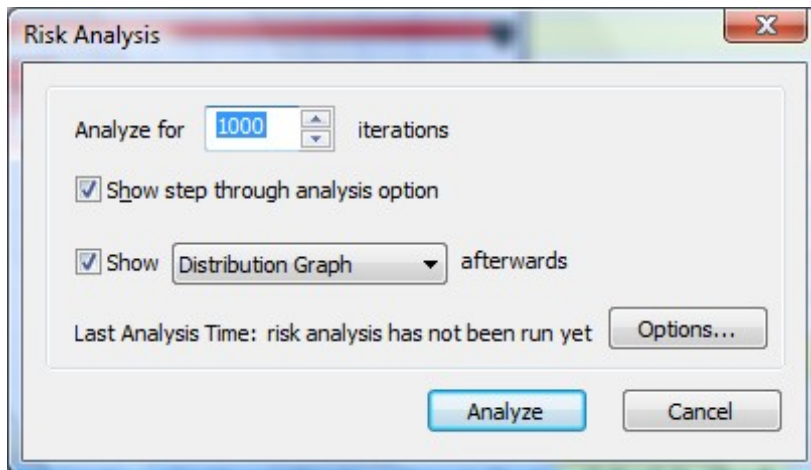 Risk Analysis
Analyze for 1000 iterations
Show step through analysis option
Show Distribution Graph afterwards
Last Analysis Time: risk analysis has not been run yet Options...
Analyze Cancel